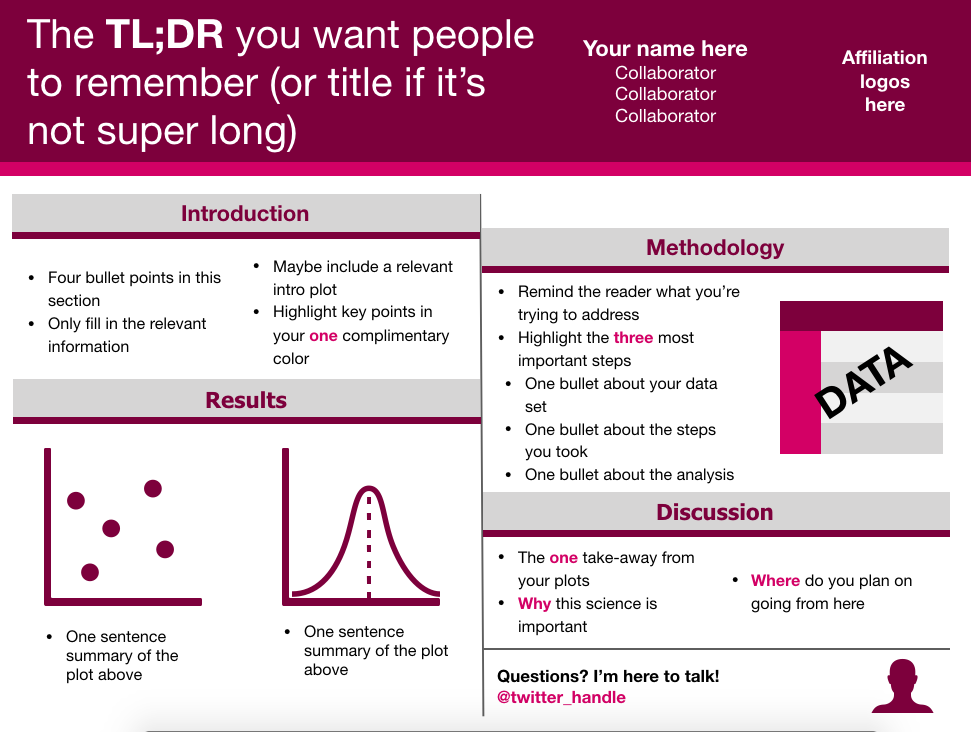 The TL;DR you want people
to remember (or title if it's
not super long)
Your name here
Collaborator
Collaborator
Collaborator
Affiliation
logos
here
Introduction
• Four bullet points in this
section
• Only fill in the relevant
information
• Maybe include a relevant
intro plot
• Highlight key points in
your one complimentary
color
Results
• One sentence
summary of the
plot above
• One sentence
summary of the plot
above
Methodology
• Remind the reader what you're
trying to address
• Highlight the three most
important steps
• One bullet about your data
set
• One bullet about the steps
you took
• One bullet about the analysis
DATA
Discussion
• The one take-away from
your plots
• Why this science is
important
• Where do you plan on
going from here
Questions? I'm here to talk!
@twitter_handle